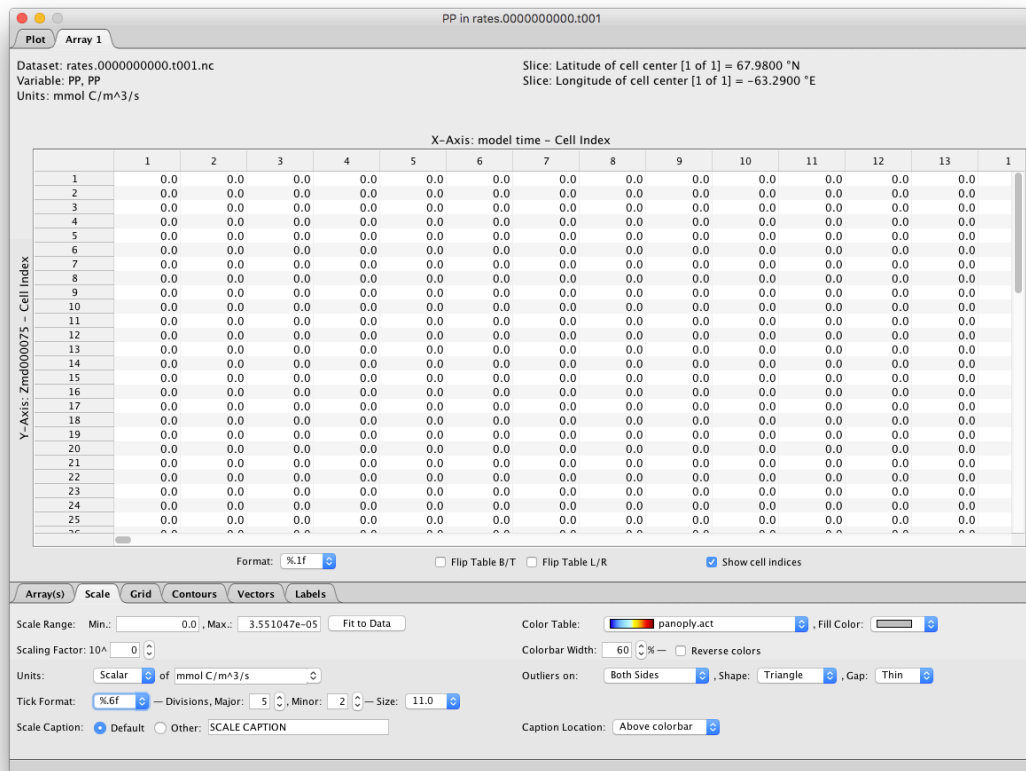 PP in rates.0000000000.t001
Plot Array 1
Dataset: rates.0000000000.t001.nc
Variable: PP, PP
Units: mmol C/m^3/s
Slice: Latitude of cell center [1 of 1] = 67.9800 °N
Slice: Longitude of cell center [1 of 1] = -63.2900 °E
X-Axis: model time – Cell Index
Y-Axis: Zmd000075 – Cell Index
1 2 3 4 5 6 7 8 9 10 11 12 13 1
1 0.0 0.0 0.0 0.0 0.0 0.0 0.0 0.0 0.0 0.0 0.0 0.0 0.0
2 0.0 0.0 0.0 0.0 0.0 0.0 0.0 0.0 0.0 0.0 0.0 0.0 0.0
3 0.0 0.0 0.0 0.0 0.0 0.0 0.0 0.0 0.0 0.0 0.0 0.0 0.0
4 0.0 0.0 0.0 0.0 0.0 0.0 0.0 0.0 0.0 0.0 0.0 0.0 0.0
5 0.0 0.0 0.0 0.0 0.0 0.0 0.0 0.0 0.0 0.0 0.0 0.0 0.0
6 0.0 0.0 0.0 0.0 0.0 0.0 0.0 0.0 0.0 0.0 0.0 0.0 0.0
7 0.0 0.0 0.0 0.0 0.0 0.0 0.0 0.0 0.0 0.0 0.0 0.0 0.0
8 0.0 0.0 0.0 0.0 0.0 0.0 0.0 0.0 0.0 0.0 0.0 0.0 0.0
9 0.0 0.0 0.0 0.0 0.0 0.0 0.0 0.0 0.0 0.0 0.0 0.0 0.0
10 0.0 0.0 0.0 0.0 0.0 0.0 0.0 0.0 0.0 0.0 0.0 0.0 0.0
11 0.0 0.0 0.0 0.0 0.0 0.0 0.0 0.0 0.0 0.0 0.0 0.0 0.0
12 0.0 0.0 0.0 0.0 0.0 0.0 0.0 0.0 0.0 0.0 0.0 0.0 0.0
13 0.0 0.0 0.0 0.0 0.0 0.0 0.0 0.0 0.0 0.0 0.0 0.0 0.0
14 0.0 0.0 0.0 0.0 0.0 0.0 0.0 0.0 0.0 0.0 0.0 0.0 0.0
15 0.0 0.0 0.0 0.0 0.0 0.0 0.0 0.0 0.0 0.0 0.0 0.0 0.0
16 0.0 0.0 0.0 0.0 0.0 0.0 0.0 0.0 0.0 0.0 0.0 0.0 0.0
17 0.0 0.0 0.0 0.0 0.0 0.0 0.0 0.0 0.0 0.0 0.0 0.0 0.0
18 0.0 0.0 0.0 0.0 0.0 0.0 0.0 0.0 0.0 0.0 0.0 0.0 0.0
19 0.0 0.0 0.0 0.0 0.0 0.0 0.0 0.0 0.0 0.0 0.0 0.0 0.0
20 0.0 0.0 0.0 0.0 0.0 0.0 0.0 0.0 0.0 0.0 0.0 0.0 0.0
21 0.0 0.0 0.0 0.0 0.0 0.0 0.0 0.0 0.0 0.0 0.0 0.0 0.0
22 0.0 0.0 0.0 0.0 0.0 0.0 0.0 0.0 0.0 0.0 0.0 0.0 0.0
23 0.0 0.0 0.0 0.0 0.0 0.0 0.0 0.0 0.0 0.0 0.0 0.0 0.0
24 0.0 0.0 0.0 0.0 0.0 0.0 0.0 0.0 0.0 0.0 0.0 0.0 0.0
25 0.0 0.0 0.0 0.0 0.0 0.0 0.0 0.0 0.0 0.0 0.0 0.0 0.0
Format: %.1f Flip Table B/T Flip Table L/R Show cell indices
Array(s) Scale Grid Contours Vectors Labels
Scale Range: Min.: 0.0 , Max.: 3.551047e-05 Fit to Data
Scaling Factor: 10^ 0
Units: Scalar of mmol C/m^3/s
Tick Format: %.6f — Divisions, Major: 5 , Minor: 2 — Size: 11.0
Scale Caption: Default Other: SCALE CAPTION
Color Table: panoply.act , Fill Color:
Colorbar Width: 60 % — Reverse colors
Outliers on: Both Sides , Shape: Triangle , Gap: Thin
Caption Location: Above colorbar